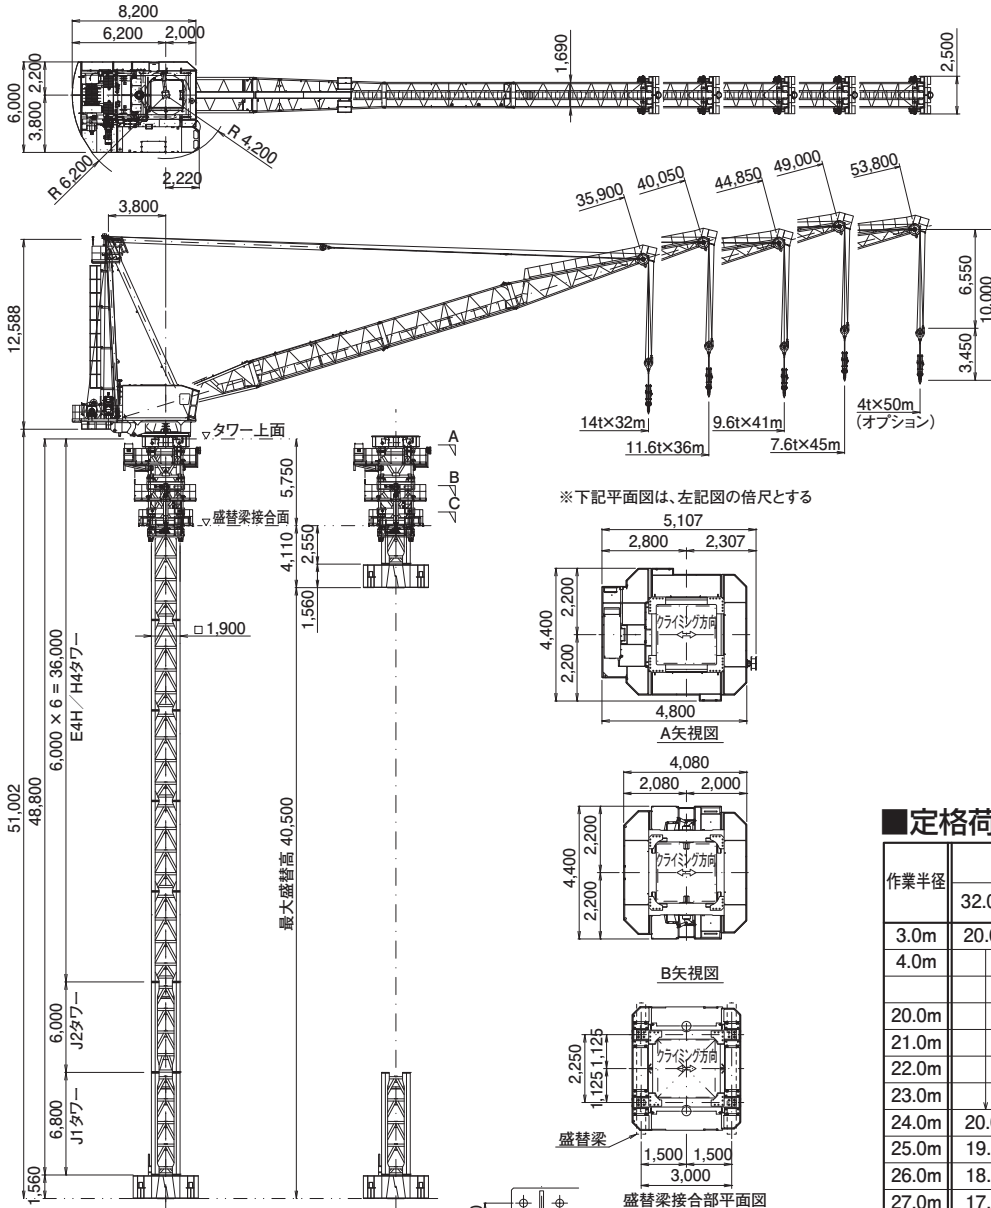 8,200
6,200
2,000
6,000
2,200
3,800
R 6,200
R 4,200
2,220
1,690
2,500
3,800
12,588
35,900
40,050
44,850
49,000
53,800
6,550
10,000
3,450
14t×32m
11.6t×36m
9.6t×41m
7.6t×45m
4t×50m
(オプション)
▽タワー上面
▽盛替梁接合面
A
B
C
5,750
4,110
2,550
1,560
□1,900
51,002
48,800
6,000 × 6 = 36,000
E4H/H4タワー
6,000
J2タワー
6,800
J1タワー
1,560
最大盛替高 40,500
※下記平面図は、左記図の倍尺とする
5,107
2,800
2,307
4,400
2,200
2,200
クライミング方向
4,800
A矢視図
4,080
2,080
2,000
4,400
2,200
2,200
クライミング方向
B矢視図
2,250
1,125
1,125
クライミング方向
盛替梁
1,500
1,500
3,000
盛替梁接合部平面図
■定格荷
作業半径
32.0
3.0m 20.0
4.0m
20.0m
21.0m
22.0m
23.0m
24.0m 20.
25.0m 19.
26.0m 18.
27.0m 17.